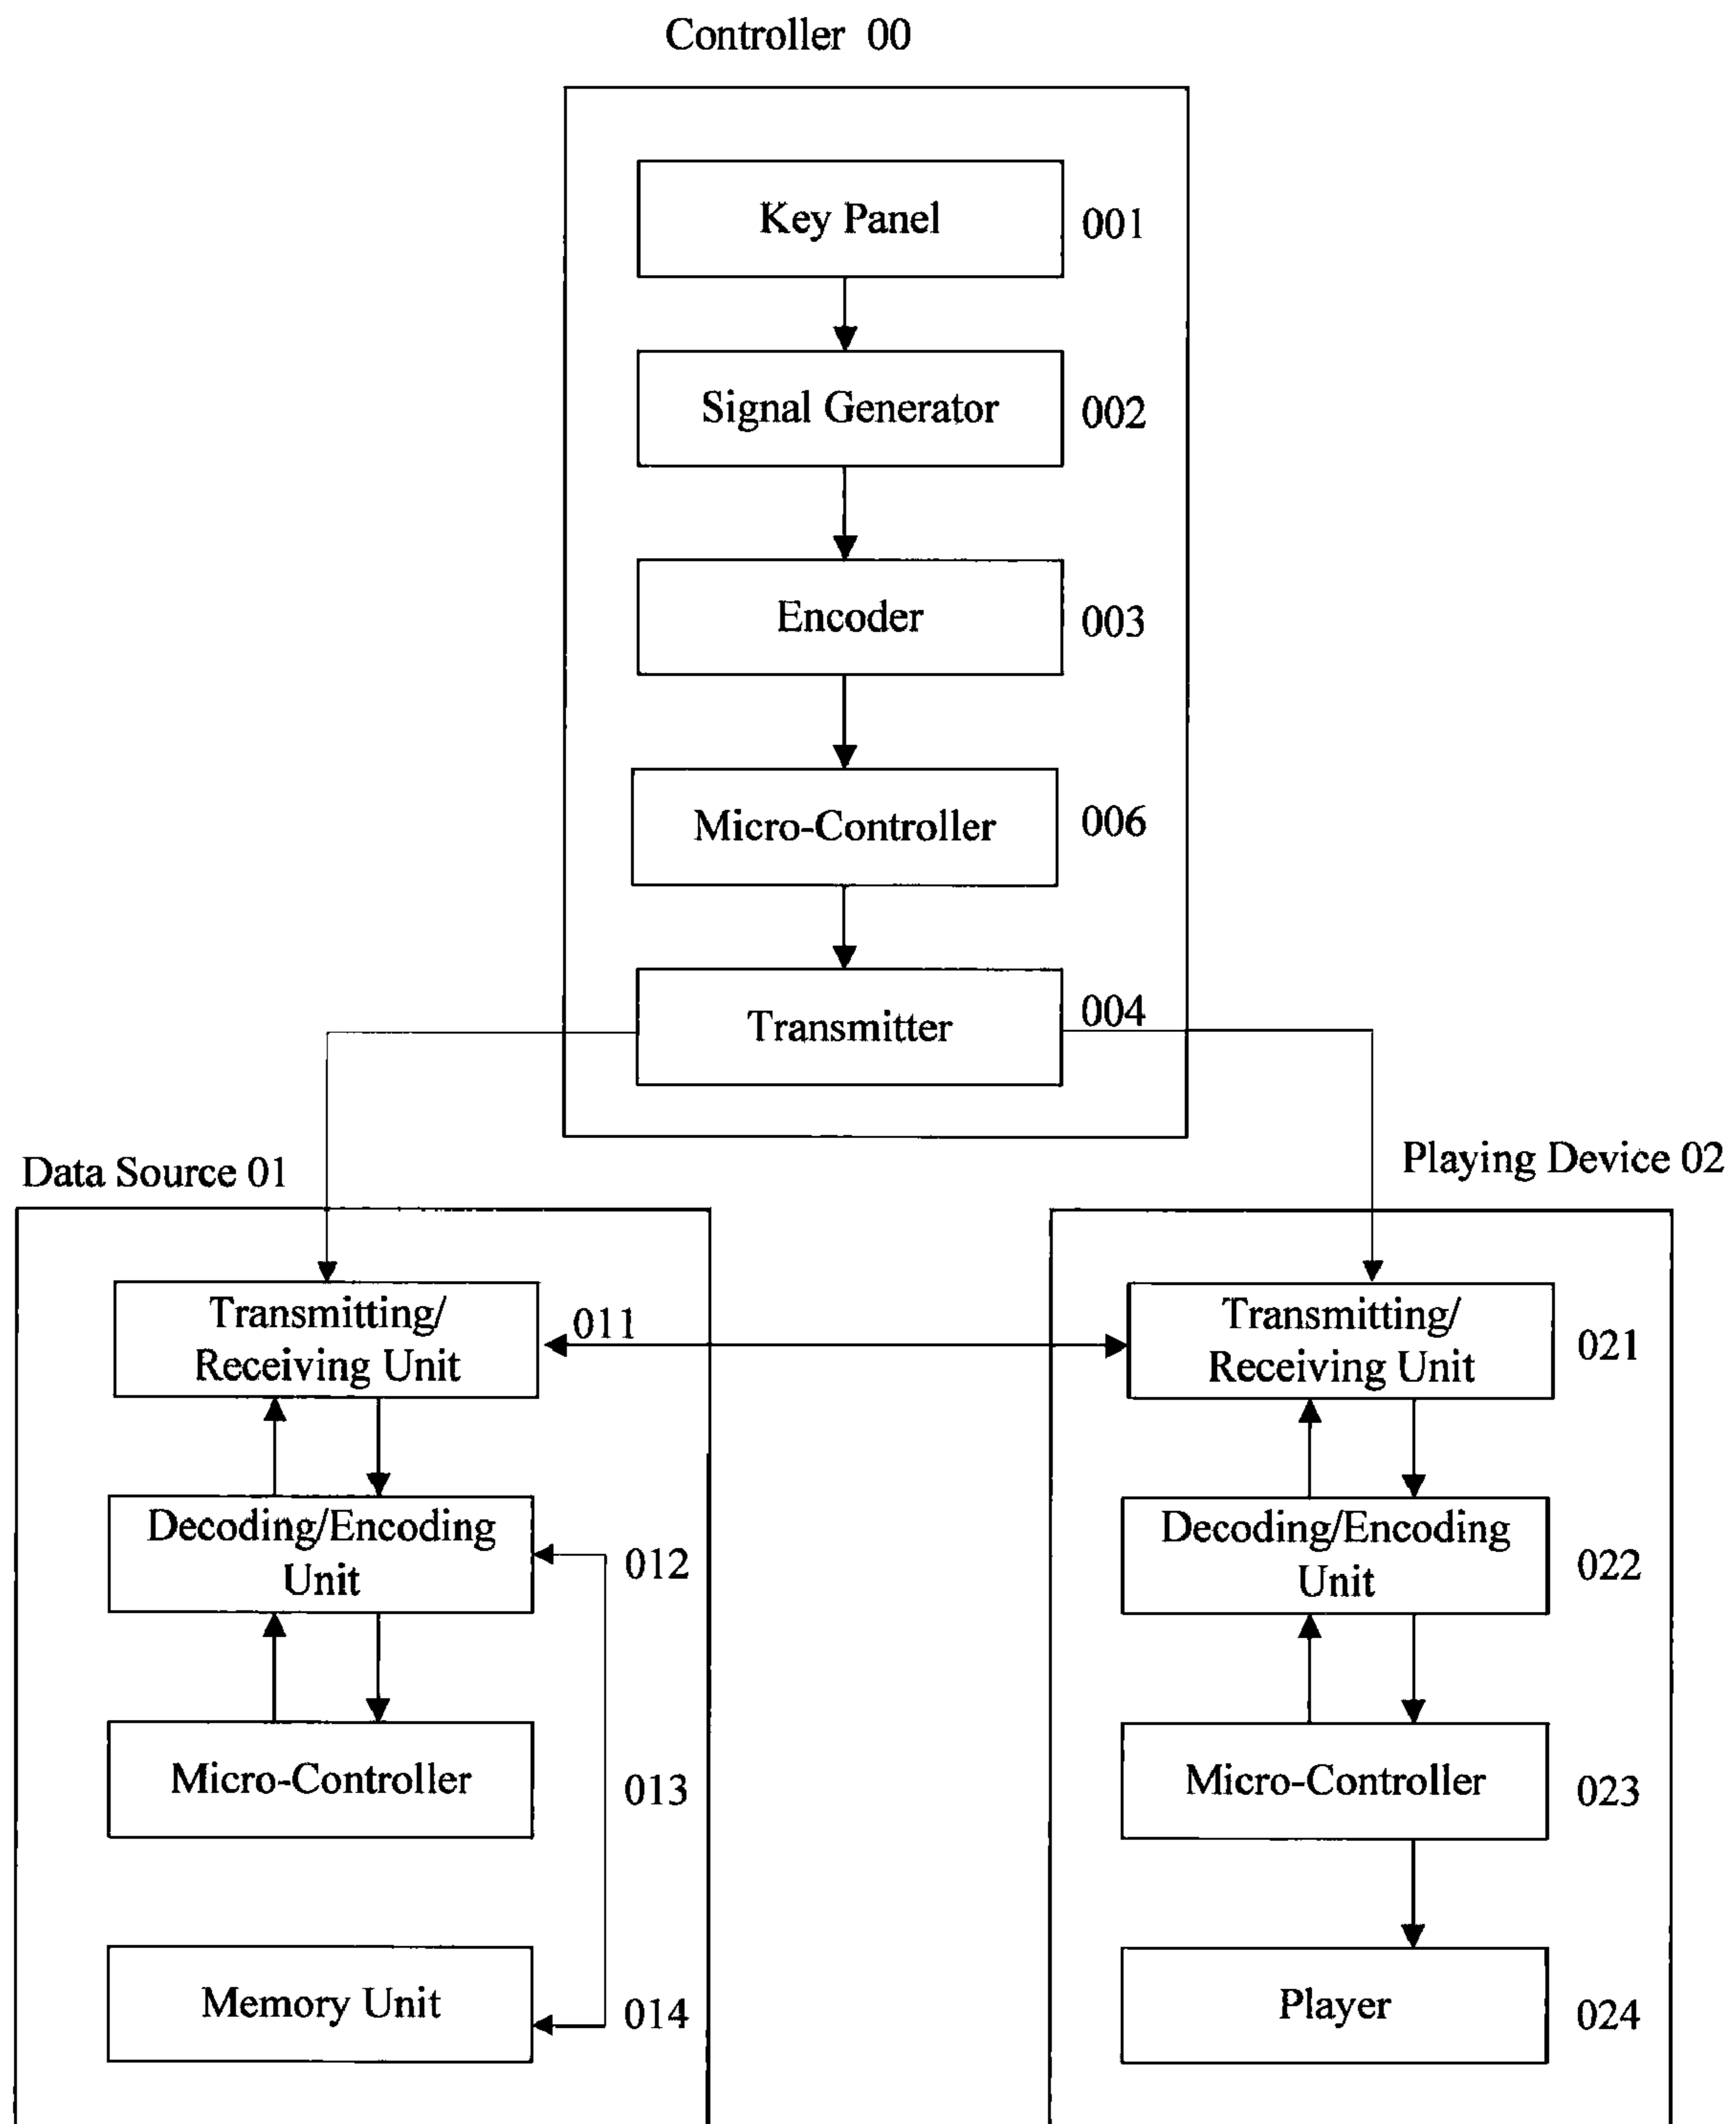 Controller 00
Key Panel
001
Signal Generator
002
Encoder
003
Micro-Controller
006
Transmitter
004
Data Source 01
Transmitting/
Receiving Unit
011
Decoding/Encoding
Unit
012
Micro-Controller
013
Memory Unit
014
Playing Device 02
Transmitting/
Receiving Unit
021
Decoding/Encoding
Unit
022
Micro-Controller
023
Player
024